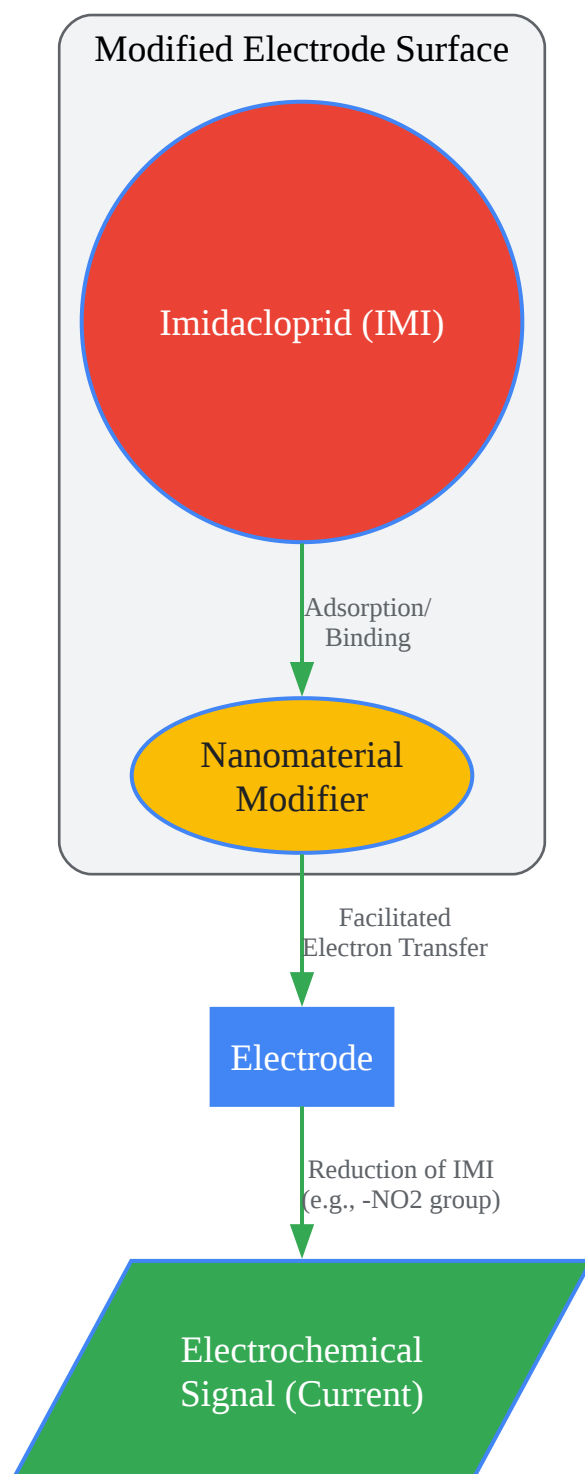 Modified Electrode Surface
Imidacloprid (IMI)
Adsorption/
Binding
Nanomaterial
Modifier
Facilitated
Electron Transfer
Electrode
Reduction of IMI
(e.g., -NO2 group)
Electrochemical
Signal (Current)